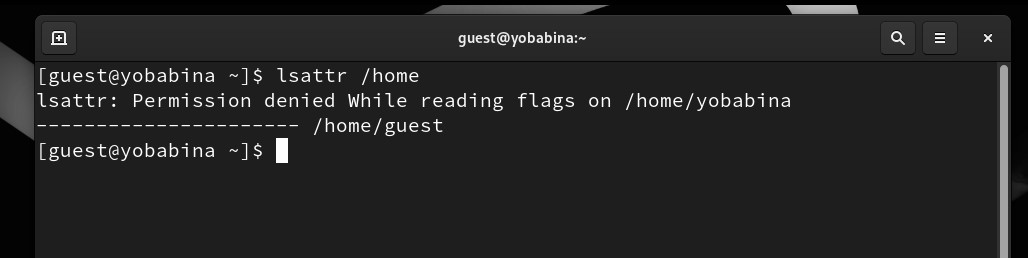 guest@yobabina:~
[guest@yobabina ~]$ lsattr /home
lsattr: Permission denied While reading flags on /home/yobabina
---------------------- /home/guest
[guest@yobabina ~]$